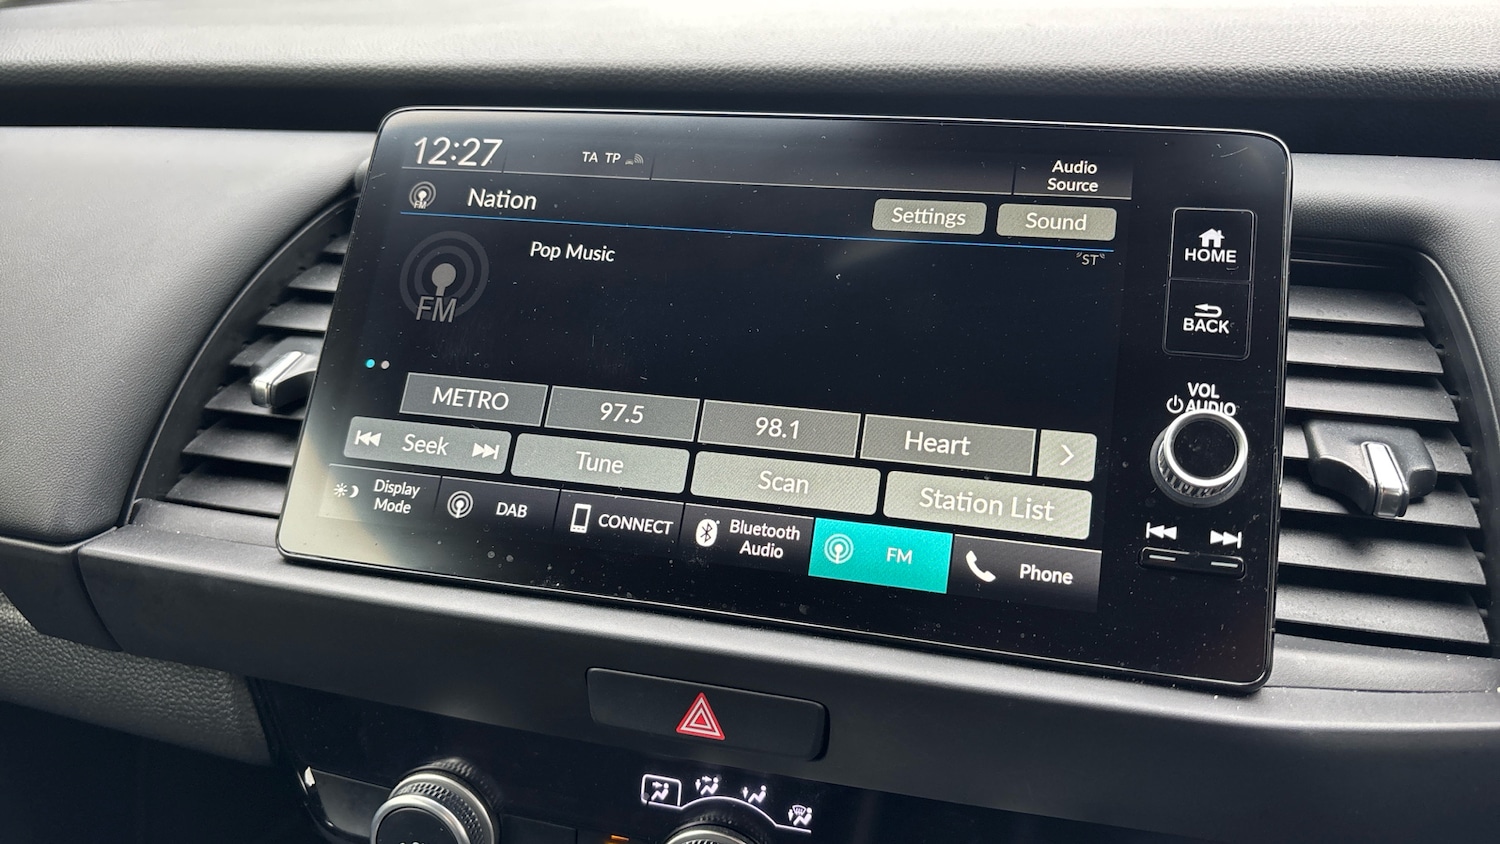 12:27
TA TP
Audio
Source
FM
Nation
Settings
Sound
Pop Music
"ST"
FM
HOME
BACK
VOL
AUDIO
METRO
97.5
98.1
Heart
Seek
Tune
Scan
Station List
Display
Mode
DAB
CONNECT
Bluetooth
Audio
FM
Phone